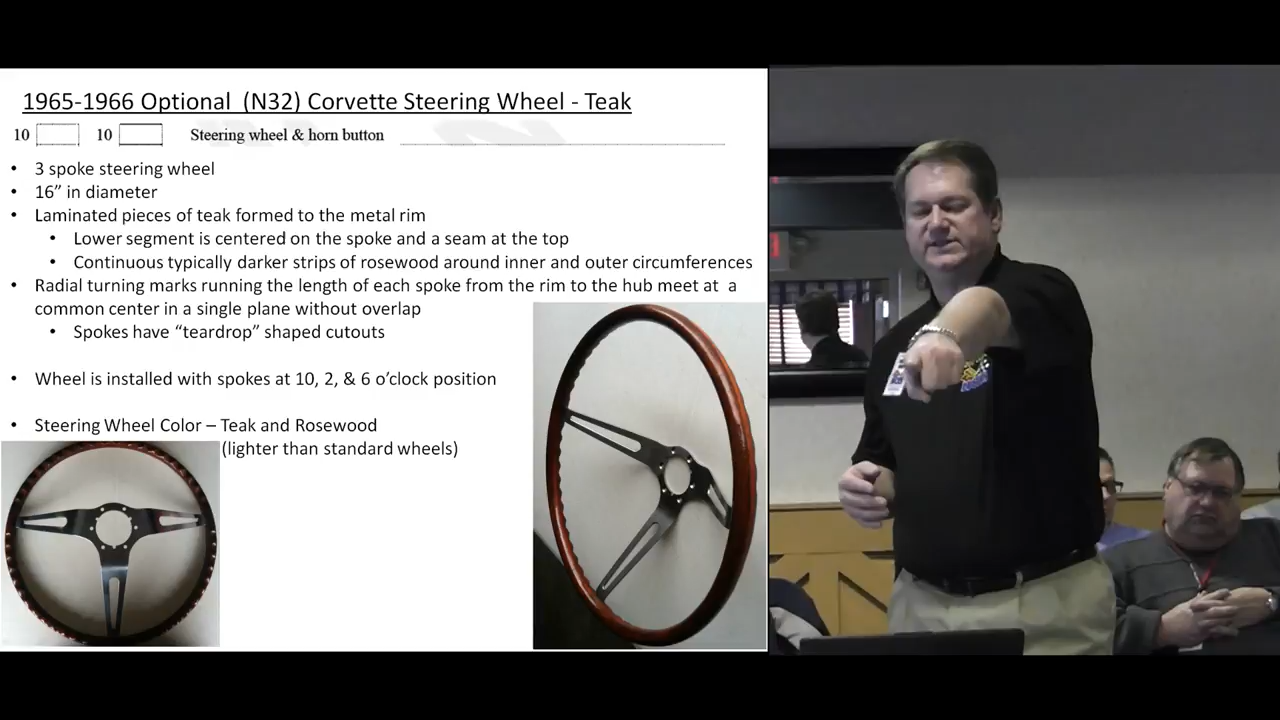 1965-1966 Optional (N32) Corvette Steering Wheel - Teak
10 10 Steering wheel & horn button
• 3 spoke steering wheel
• 16” in diameter
• Laminated pieces of teak formed to the metal rim
• Lower segment is centered on the spoke and a seam at the top
• Continuous typically darker strips of rosewood around inner and outer circumferences
• Radial turning marks running the length of each spoke from the rim to the hub meet at a
common center in a single plane without overlap
• Spokes have “teardrop” shaped cutouts
• Wheel is installed with spokes at 10, 2, & 6 o’clock position
• Steering Wheel Color – Teak and Rosewood
(lighter than standard wheels)